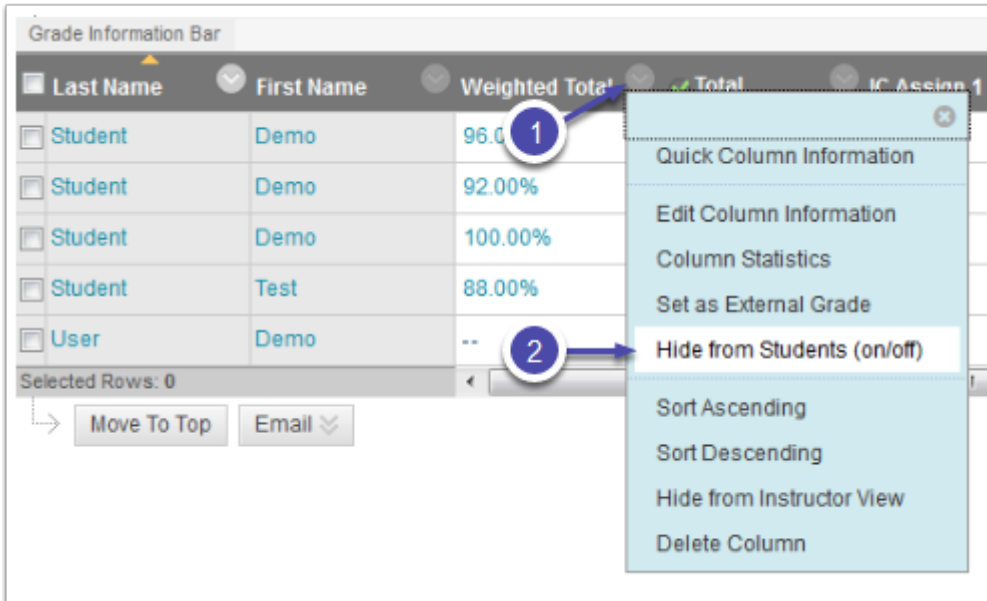 Grade Information Bar
Last Name First Name Weighted Total Total IC Assign 1
Student Demo 96.0
1
Quick Column Information
Student Demo 92.00%
Edit Column Information
Student Demo 100.00%
Column Statistics
Student Test 88.00%
Set as External Grade
User Demo --
2
Hide from Students (on/off)
Selected Rows: 0
Move To Top Email
Sort Ascending
Sort Descending
Hide from Instructor View
Delete Column